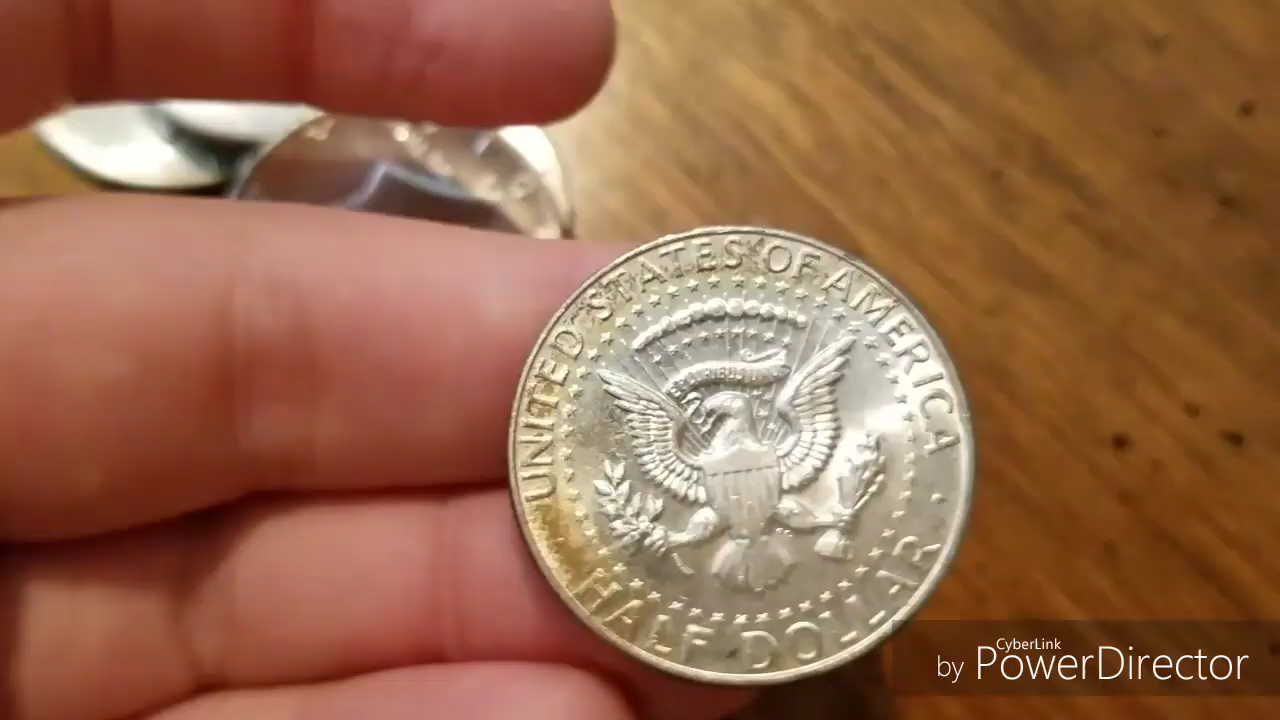 UNITED STATES OF AMERICA
E PLURIBUS UNUM
HALF DOLLAR
CyberLink
by PowerDirector